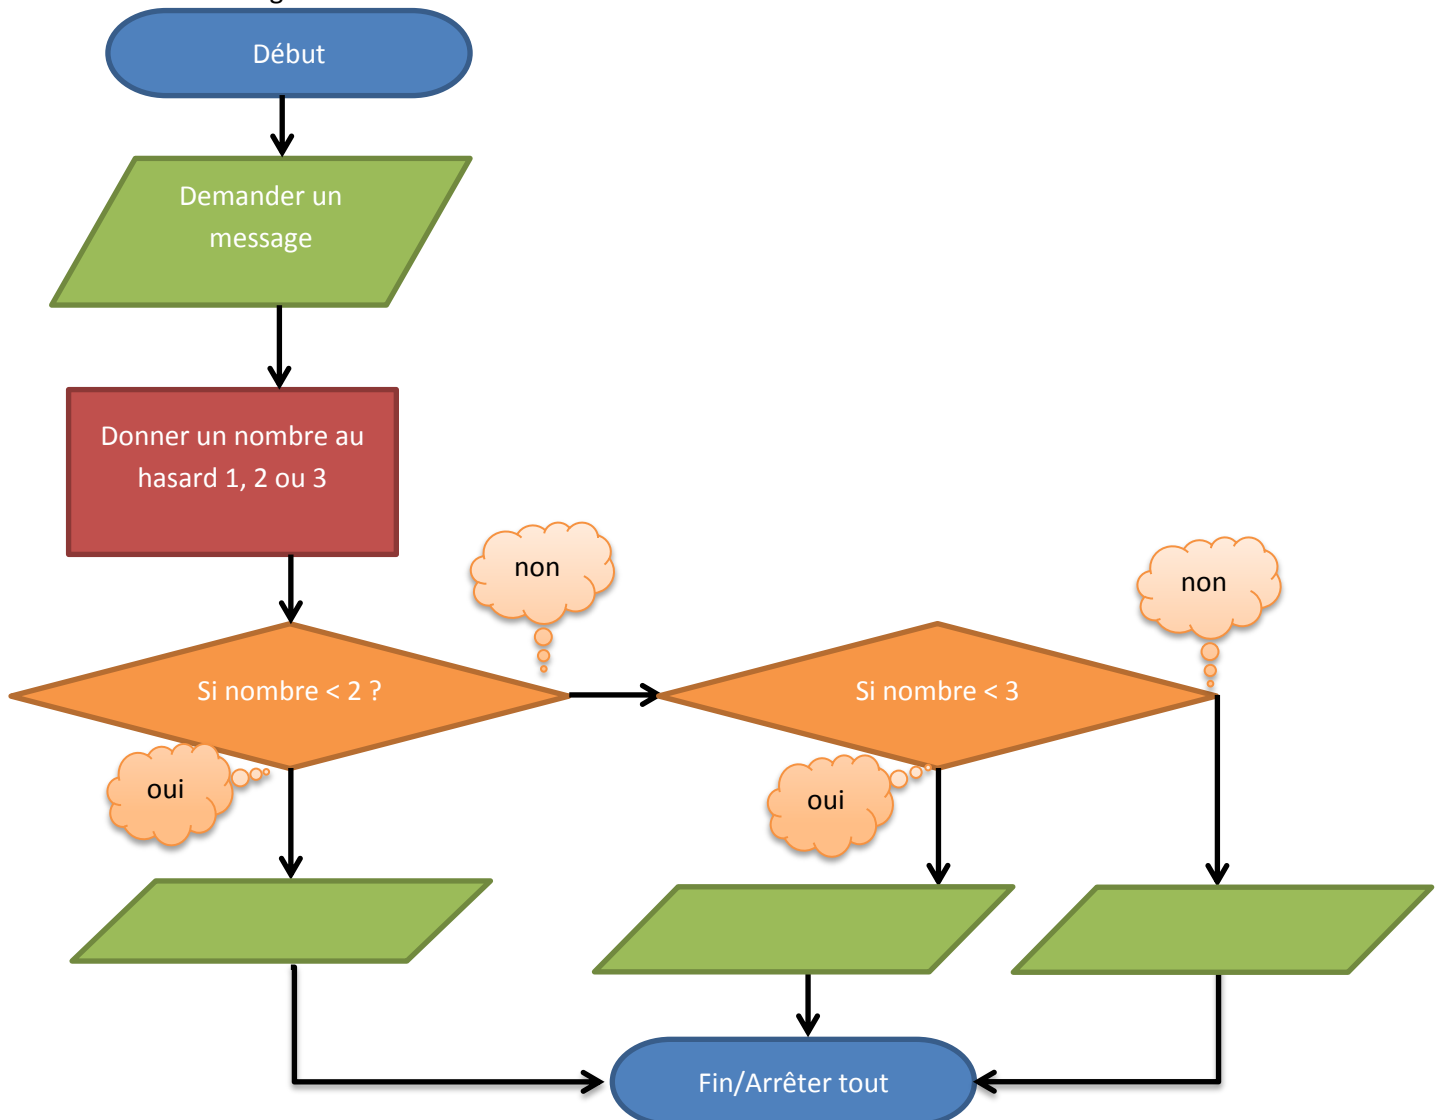 Début
Demander un
message
Donner un nombre au
hasard 1, 2 ou 3
non
non
Si nombre < 2 ?
Si nombre < 3
oui
oui
Fin/Arrêter tout